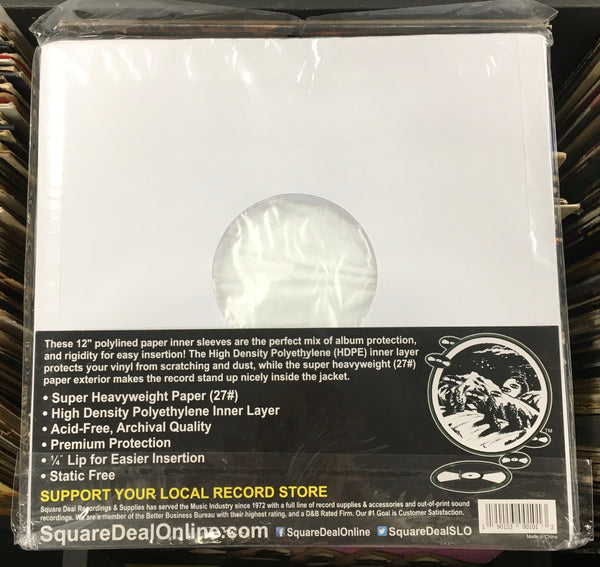 These 12" polylined paper inner sleeves are the perfect mix of album protection,
and rigidity for easy insertion! The High Density Polyethylene (HDPE) inner layer
protects your vinyl from scratching and dust, while the super heavyweight (27#)
paper exterior makes the record stand up nicely inside the jacket.
• Super Heavyweight Paper (27#)
• High Density Polyethylene Inner Layer
• Acid-Free, Archival Quality
• Premium Protection
• ¼" Lip for Easier Insertion
• Static Free
TM
SUPPORT YOUR LOCAL RECORD STORE
Square Deal Recordings & Supplies has served the Music Industry since 1972 with a full line of record supplies & accessories and out-of-print sound
recordings. We are a member of the Better Business Bureau with their highest rating, and a D&B Rated Firm. Our #1 Goal is Customer Satisfaction.
SquareDealOnline.com SquareDealOnline SquareDealSLO
1 90153 00101 3
Made in China